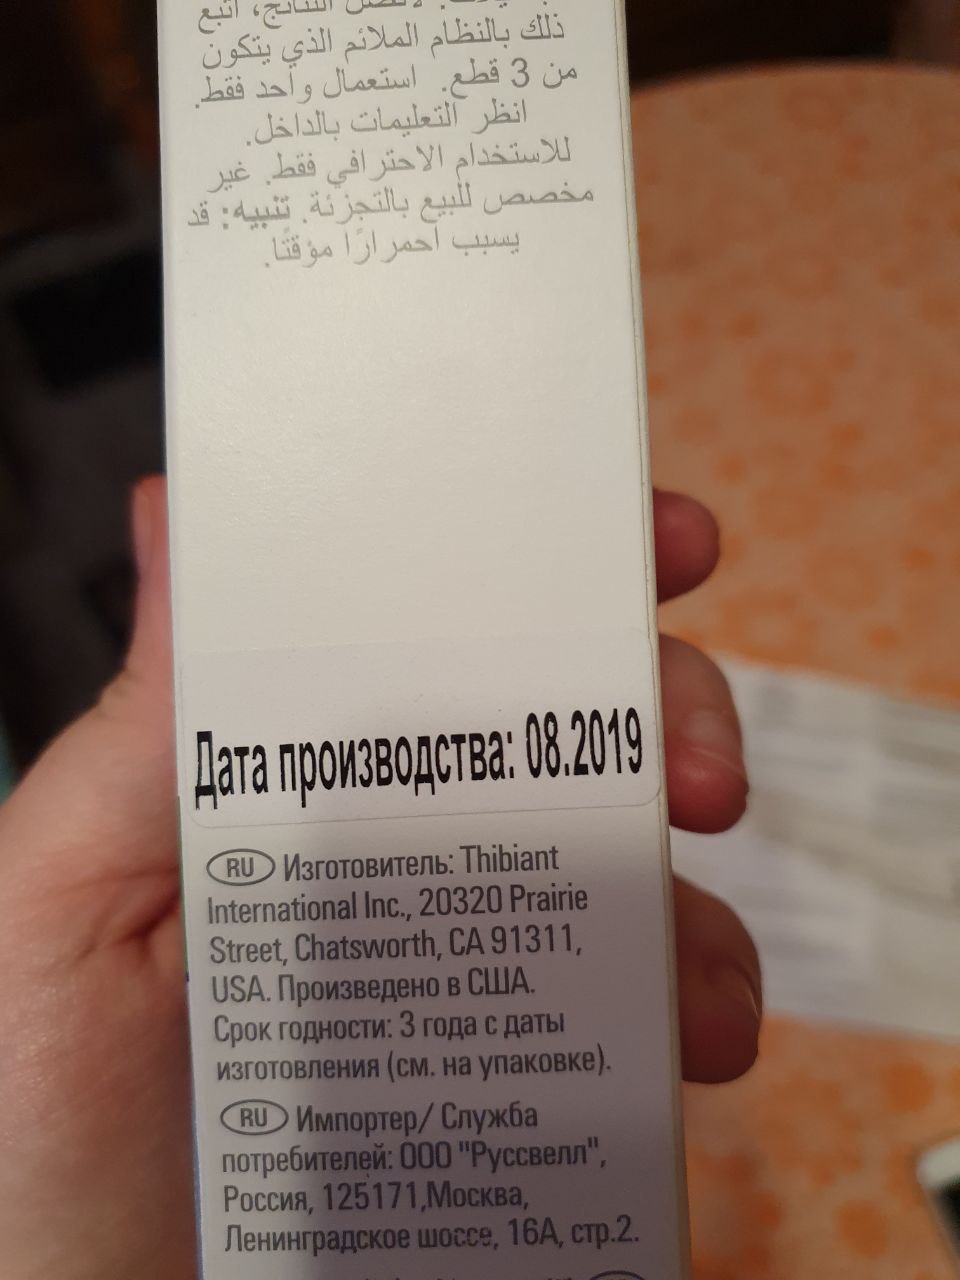 لأفضل النتائج، اتبع
ذلك بالنظام الملائم الذي يتكون
من 3 قطع. استعمال واحد فقط.
انظر التعليمات بالداخل.
للاستخدام الاحترافي فقط. غير
مخصص للبيع بالتجزئة. تنبيه: قد
يسبب احمرارًا مؤقتًا.
Дата производства: 08.2019
RU Изготовитель: Thibiant
International Inc., 20320 Prairie
Street, Chatsworth, CA 91311,
USA. Произведено в США.
Срок годности: 3 года с даты
изготовления (см. на упаковке).
RU Импортер/ Служба
потребителей: ООО "Руссвелл",
Россия, 125171,Москва,
Ленинградское шоссе, 16А, стр.2.